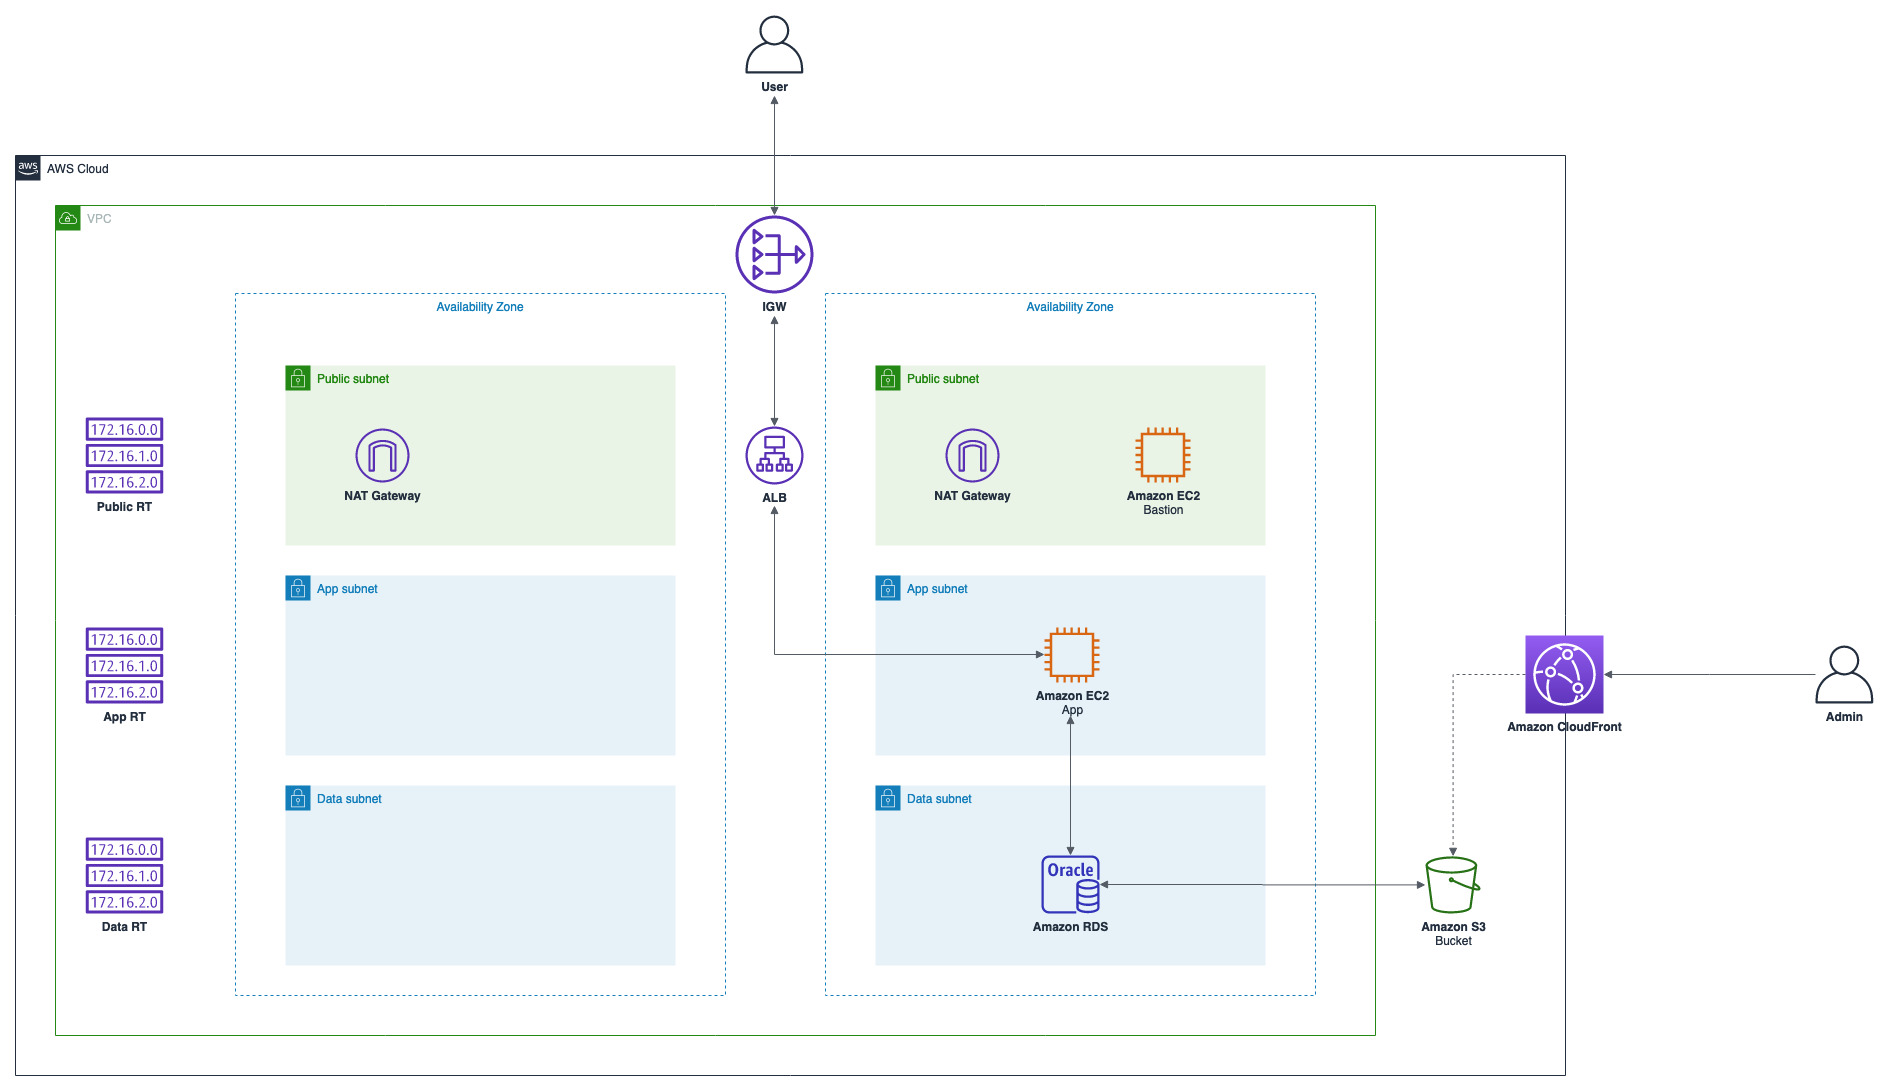 User
aws
AWS Cloud
VPC
IGW
Availability Zone
Availability Zone
Public subnet
Public subnet
172.16.0.0
172.16.1.0
172.16.2.0
Public RT
NAT Gateway
ALB
NAT Gateway
Amazon EC2
Bastion
App subnet
App subnet
172.16.0.0
172.16.1.0
172.16.2.0
App RT
Amazon EC2
App
Amazon CloudFront
Admin
Data subnet
Data subnet
172.16.0.0
172.16.1.0
172.16.2.0
Data RT
Oracle
Amazon RDS
Amazon S3
Bucket